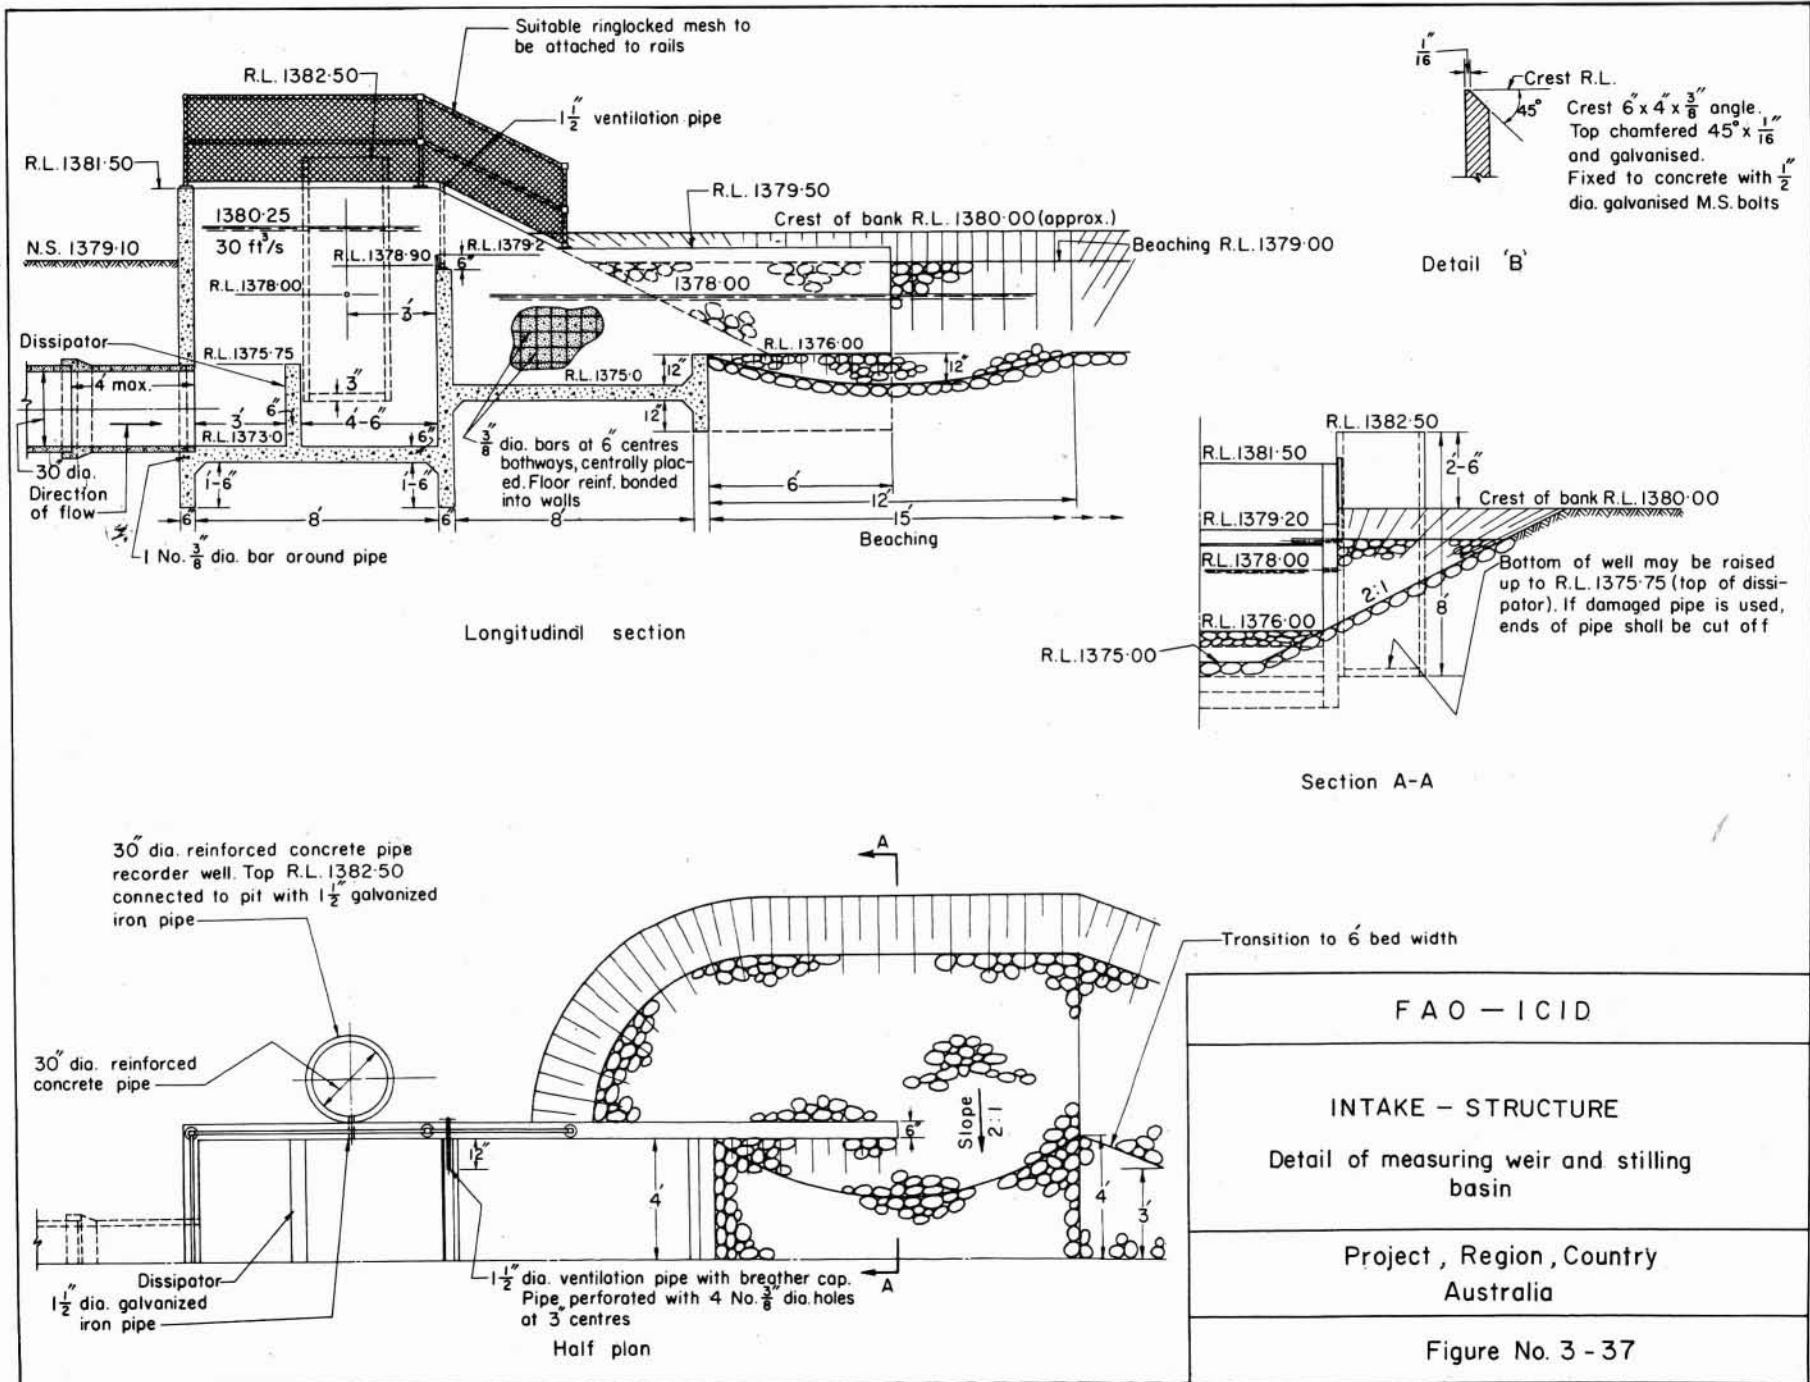 Suitable ringlocked mesh to
be attached to rails
R.L. 1382·50
1 1/2" ventilation pipe
R.L. 1381·50
R.L. 1379·50
1380·25
30 ft³/s
Crest of bank R.L. 1380·00 (approx.)
N.S. 1379·10
R.L. 1379·2
R.L. 1378·90
6"
Beaching R.L. 1379·00
R.L. 1378·00
1378·00
3'
Dissipator
R.L. 1375·75
R.L. 1376·00
4' max.
3"
12"
R.L. 1375·0
12"
3'
6"
4'-6"
12"
R.L. 1373·0
6"
30" dia.
Direction
of flow
1'-6"
1'-6"
3/8" dia. bars at 6" centres
bothways, centrally plac-
ed. Floor reinf. bonded
into walls
6'
12'
6"
8'
6"
8'
15'
Beaching
1 No. 3/8" dia. bar around pipe
Longitudinal section
1/16"
Crest R.L.
45°
Crest 6" x 4" x 3/8" angle.
Top chamfered 45° x 1/16"
and galvanised.
Fixed to concrete with 1/2"
dia. galvanised M.S. bolts
Detail 'B'
R.L. 1382·50
R.L. 1381·50
2'-6"
Crest of bank R.L. 1380·00
R.L. 1379·20
R.L. 1378·00
2:1
8'
Bottom of well may be raised
up to R.L. 1375·75 (top of dissi-
pator). If damaged pipe is used,
ends of pipe shall be cut off
R.L. 1376·00
R.L. 1375·00
Section A-A
30" dia. reinforced concrete pipe
recorder well. Top R.L. 1382·50
connected to pit with 1 1/2" galvanized
iron pipe
A
Transition to 6' bed width
30" dia. reinforced
concrete pipe
Slope
2:1
6"
12"
4'
4'
3'
A
Dissipator
1 1/2" dia. galvanized
iron pipe
1 1/2" dia. ventilation pipe with breather cap.
Pipe perforated with 4 No. 3/8" dia. holes
at 3" centres
Half plan
FAO - ICID
INTAKE - STRUCTURE
Detail of measuring weir and stilling
basin
Project, Region, Country
Australia
Figure No. 3 - 37